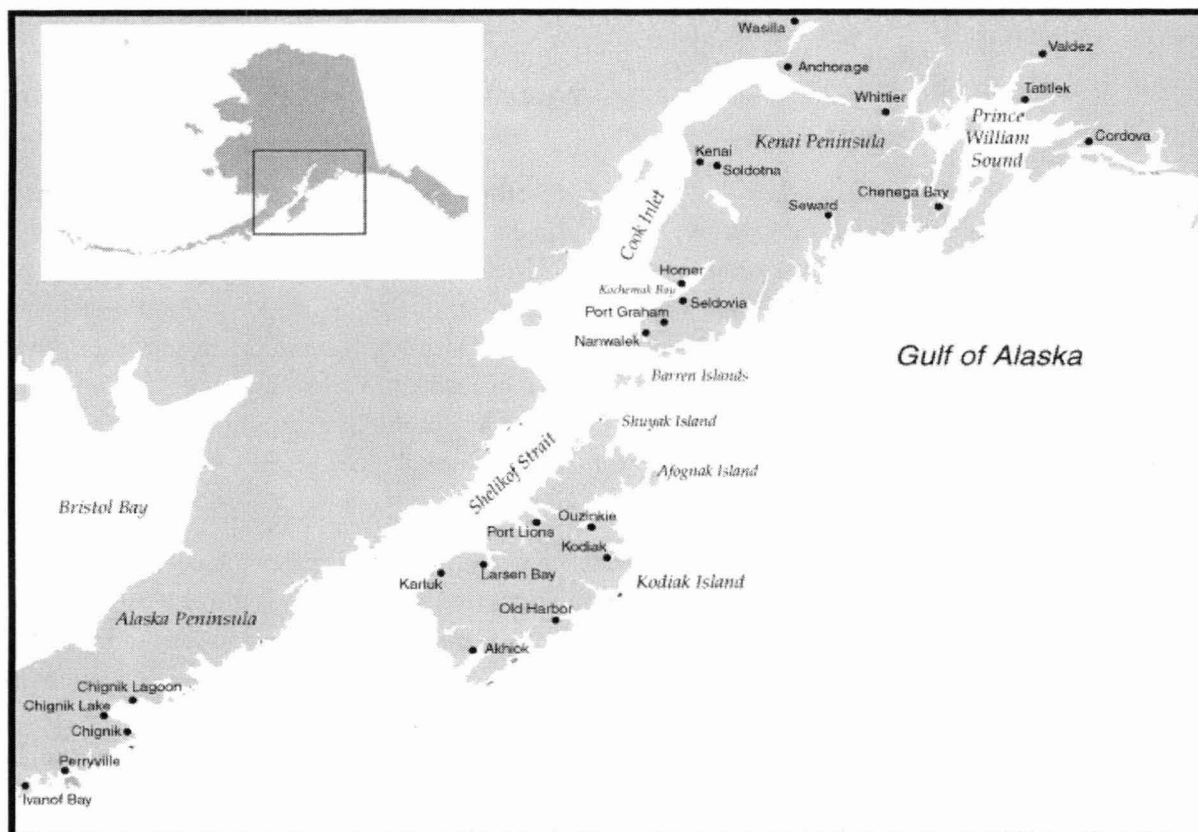 Wasilla
Valdez
Anchorage
Tatitlek
Whittier
Prince
William
Sound
Cordova
Kenai Peninsula
Kenai
Soldotna
Chenega Bay
Seward
Cook Inlet
Homer
Kachemak Bay
Seldovia
Port Graham
Nanwalek
Gulf of Alaska
Barren Islands
Shuyak Island
Shelikof Strait
Afognak Island
Bristol Bay
Ouzinkie
Port Lions
Kodiak
Larsen Bay
Karluk
Kodiak Island
Old Harbor
Alaska Peninsula
Akhiok
Chignik Lagoon
Chignik Lake
Chignik
Perryville
Ivanof Bay